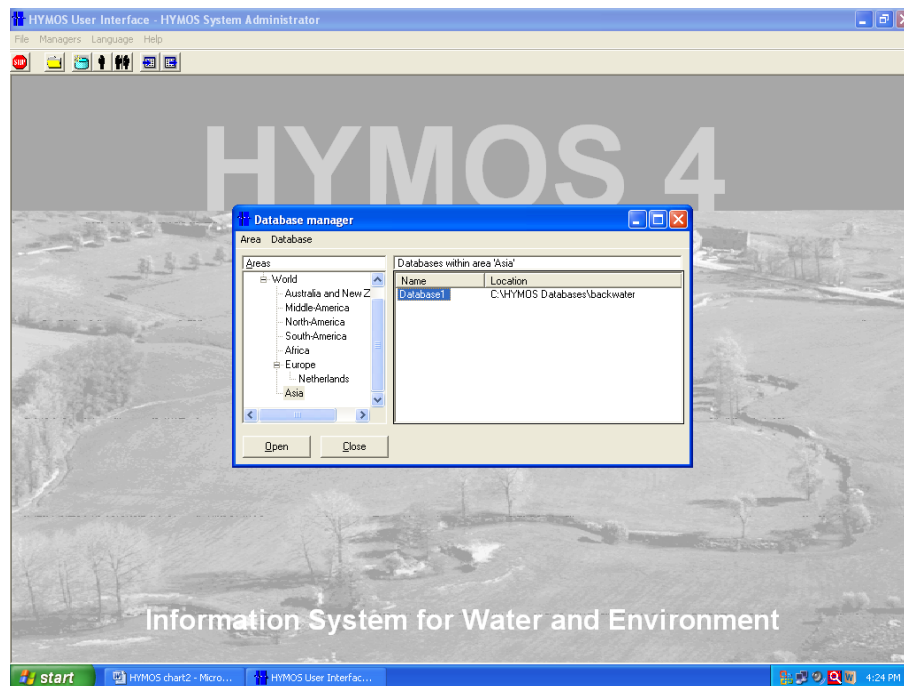 HYMOS User Interface - HYMOS System Administrator
File Managers Language Help
STOP
HYMOS 4
Database manager
Area Database
Areas
Databases within area 'Asia'
World
Australia and New Z
Middle-America
North-America
South-America
Africa
Europe
Netherlands
Asia
Name Location
Database1 C:\HYMOS Databases\backwater
Open Close
Information System for Water and Environment
start HYMOS chart2 - Micro... HYMOS User Interfac... 4:24 PM